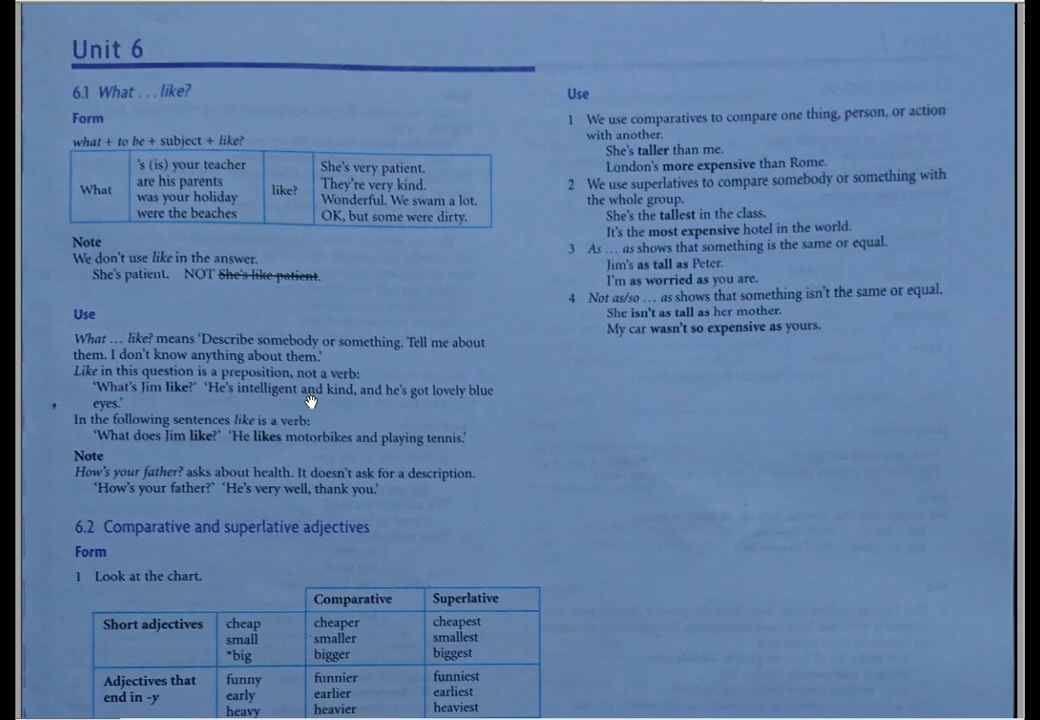 Unit 6
6.1 What ... like?
Form
what + to be + subject + like?
What
's (is) your teacher
are his parents
was your holiday
were the beaches
like?
She's very patient.
They're very kind.
Wonderful. We swam a lot.
OK, but some were dirty.
Note
We don't use like in the answer.
She's patient. NOT She's like patient.
Use
What ... like? means 'Describe somebody or something. Tell me about
them. I don't know anything about them.'
Like in this question is a preposition, not a verb:
'What's Jim like?' 'He's intelligent and kind, and he's got lovely blue
eyes.'
In the following sentences like is a verb:
'What does Jim like?' 'He likes motorbikes and playing tennis.'
Note
How's your father? asks about health. It doesn't ask for a description.
'How's your father?' 'He's very well, thank you.'
6.2 Comparative and superlative adjectives
Form
1 Look at the chart.
Comparative Superlative
Short adjectives cheap cheaper cheapest
small smaller smallest
*big bigger biggest
Adjectives that funny funnier funniest
end in -y early earlier earliest
heavy heavier heaviest
Use
1 We use comparatives to compare one thing, person, or action
with another.
She's taller than me.
London's more expensive than Rome.
2 We use superlatives to compare somebody or something with
the whole group.
She's the tallest in the class.
It's the most expensive hotel in the world.
3 As ... as shows that something is the same or equal.
Jim's as tall as Peter.
I'm as worried as you are.
4 Not as/so ... as shows that something isn't the same or equal.
She isn't as tall as her mother.
My car wasn't so expensive as yours.